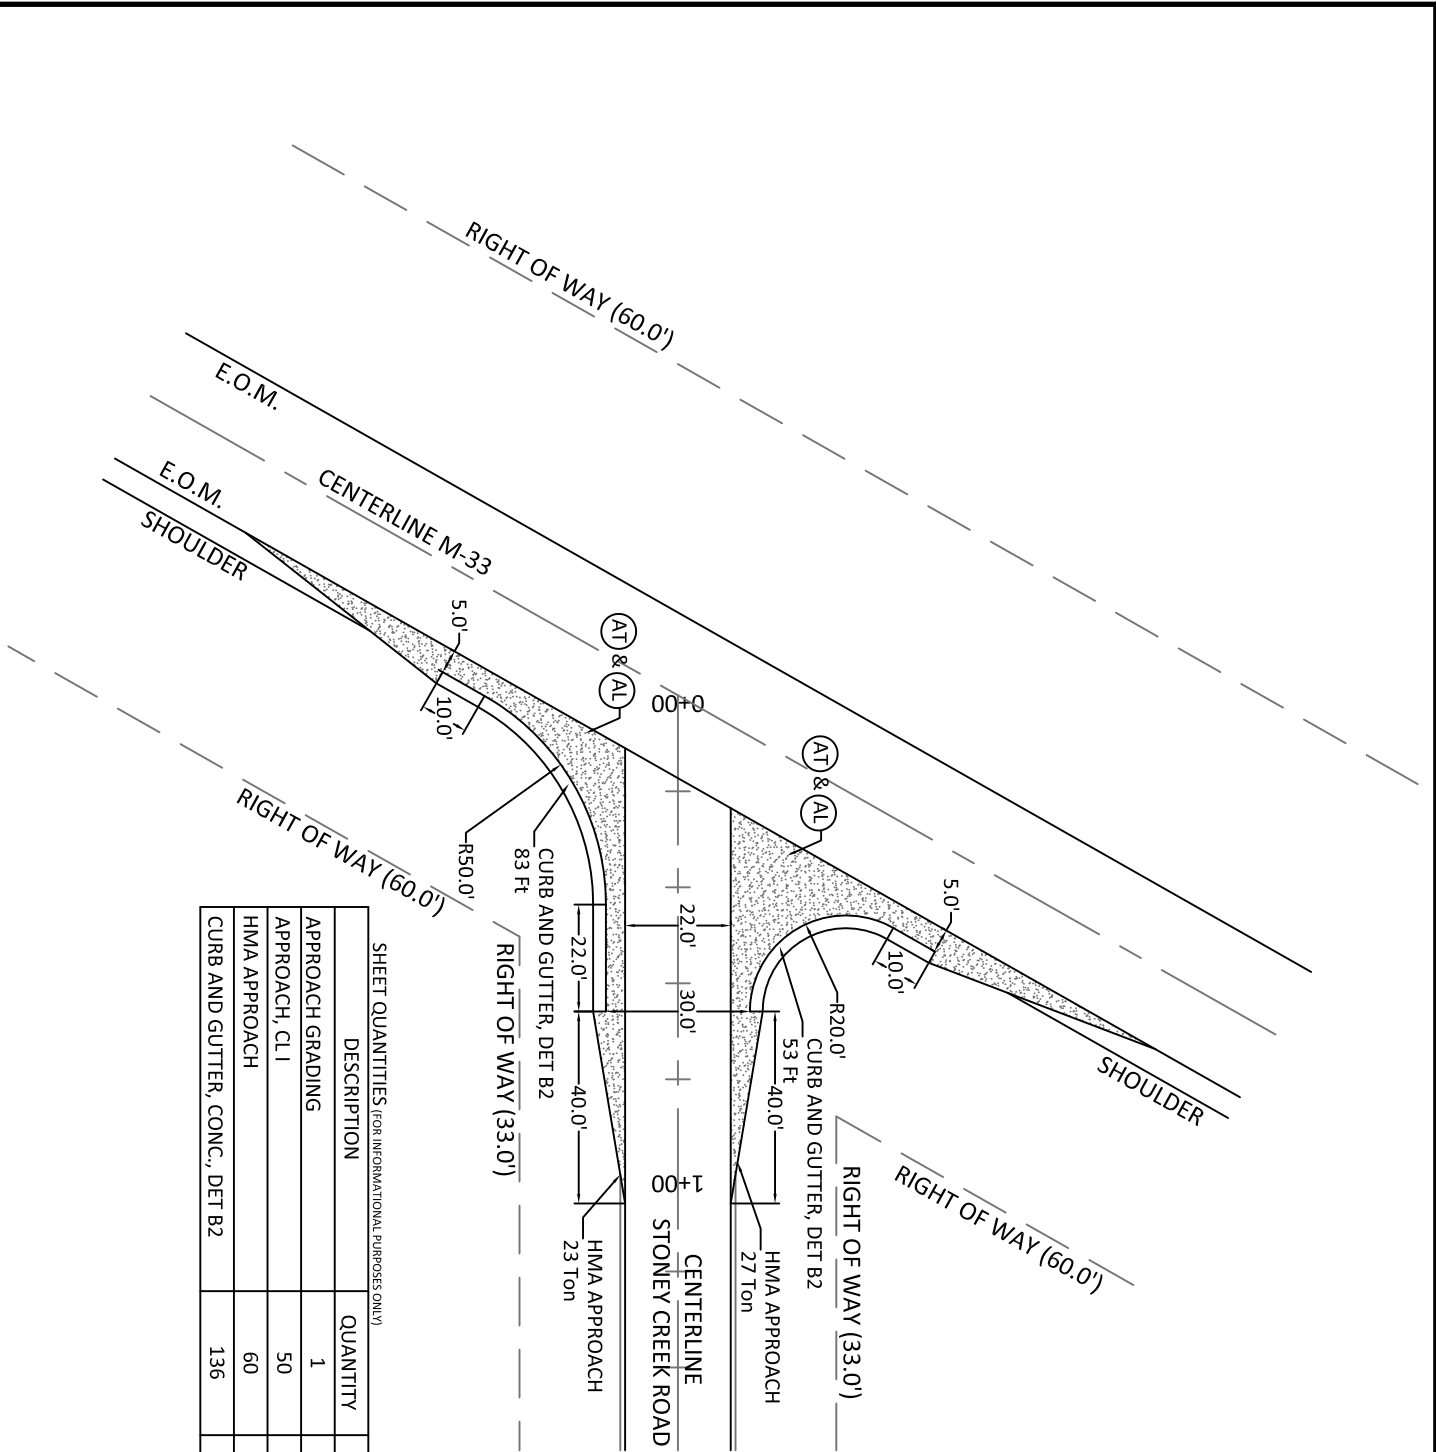 RIGHT OF WAY (60.0')
E.O.M.
CENTERLINE M-33
E.O.M.
SHOULDER
5.0'
10.0'
AT & AL
0+00
AT & AL
RIGHT OF WAY (60.0')
R50.0'
CURB AND GUTTER, DET B2
83 Ft
22.0'
22.0'
30.0'
5.0'
10.0'
R20.0'
CURB AND GUTTER, DET B2
53 Ft
40.0'
40.0'
SHOULDER
RIGHT OF WAY (60.0')
RIGHT OF WAY (33.0')
RIGHT OF WAY (33.0')
1+00
HMA APPROACH
27 Ton
HMA APPROACH
23 Ton
CENTERLINE
STONEY CREEK ROAD
SHEET QUANTITIES (FOR INFORMATIONAL PURPOSES ONLY)
DESCRIPTION QUANTITY
APPROACH GRADING 1
APPROACH, CL I 50
HMA APPROACH 60
CURB AND GUTTER, CONC., DET B2 136